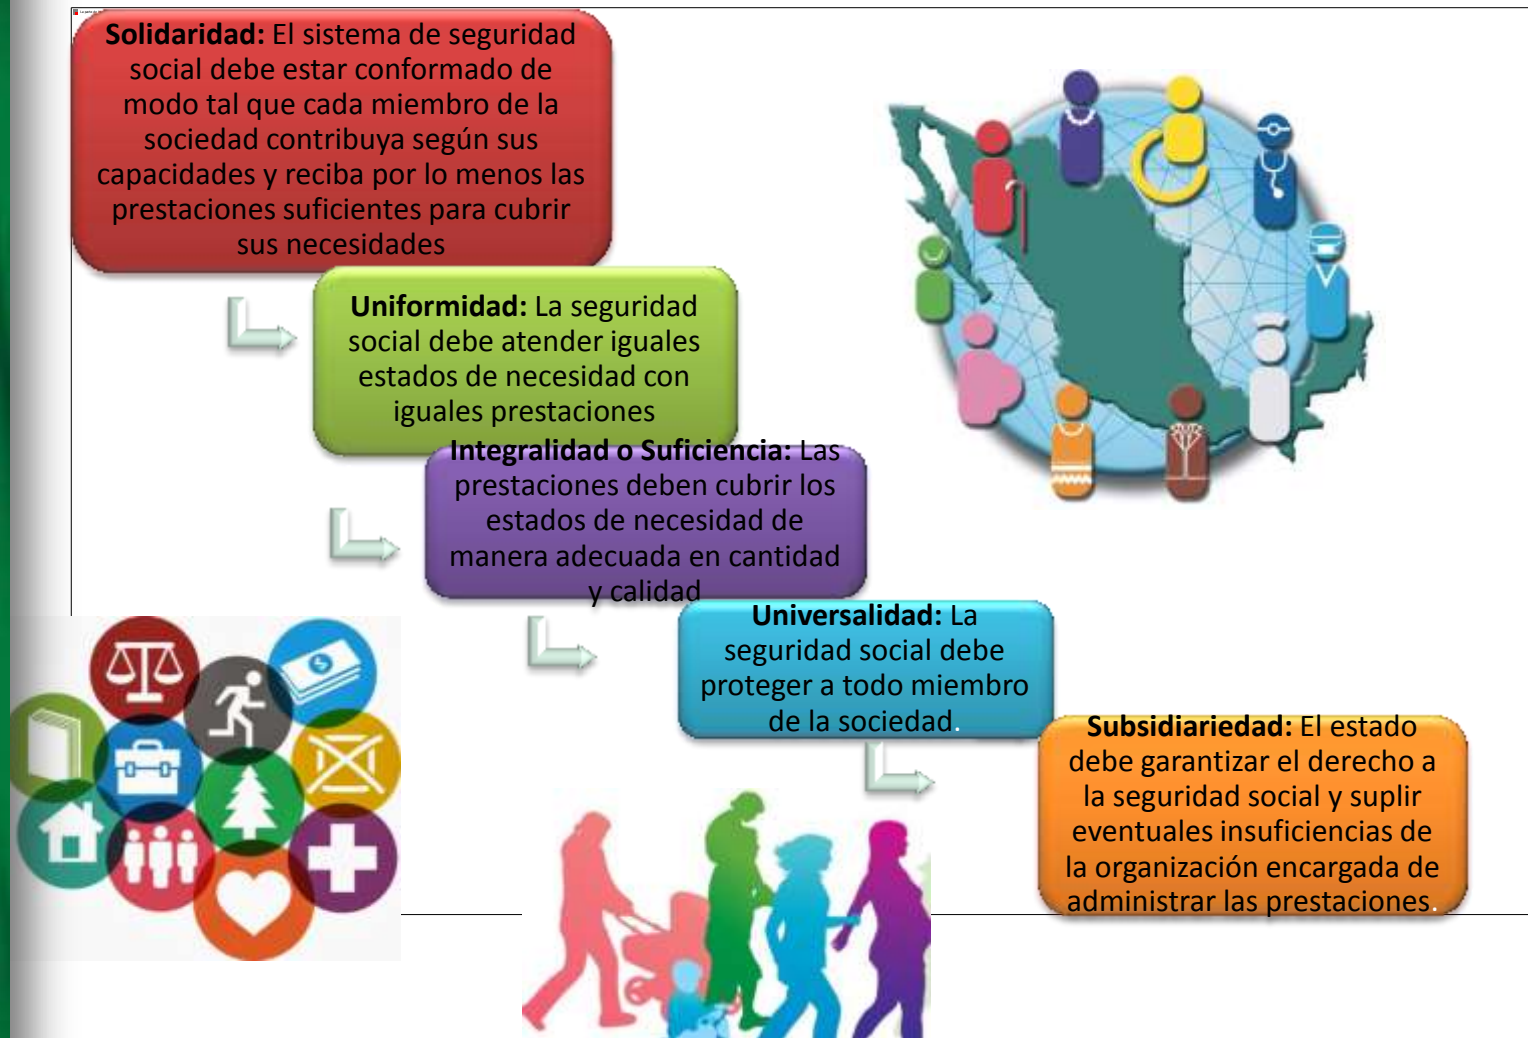 Solidaridad: El sistema de seguridad
social debe estar conformado de
modo tal que cada miembro de la
sociedad contribuya según sus
capacidades y reciba por lo menos las
prestaciones suficientes para cubrir
sus necesidades
Uniformidad: La seguridad
social debe atender iguales
estados de necesidad con
iguales prestaciones
Integralidad o Suficiencia: Las
prestaciones deben cubrir los
estados de necesidad de
manera adecuada en cantidad
y calidad
Universalidad: La
seguridad social debe
proteger a todo miembro
de la sociedad.
Subsidiariedad: El estado
debe garantizar el derecho a
la seguridad social y suplir
eventuales insuficiencias de
la organización encargada de
administrar las prestaciones.